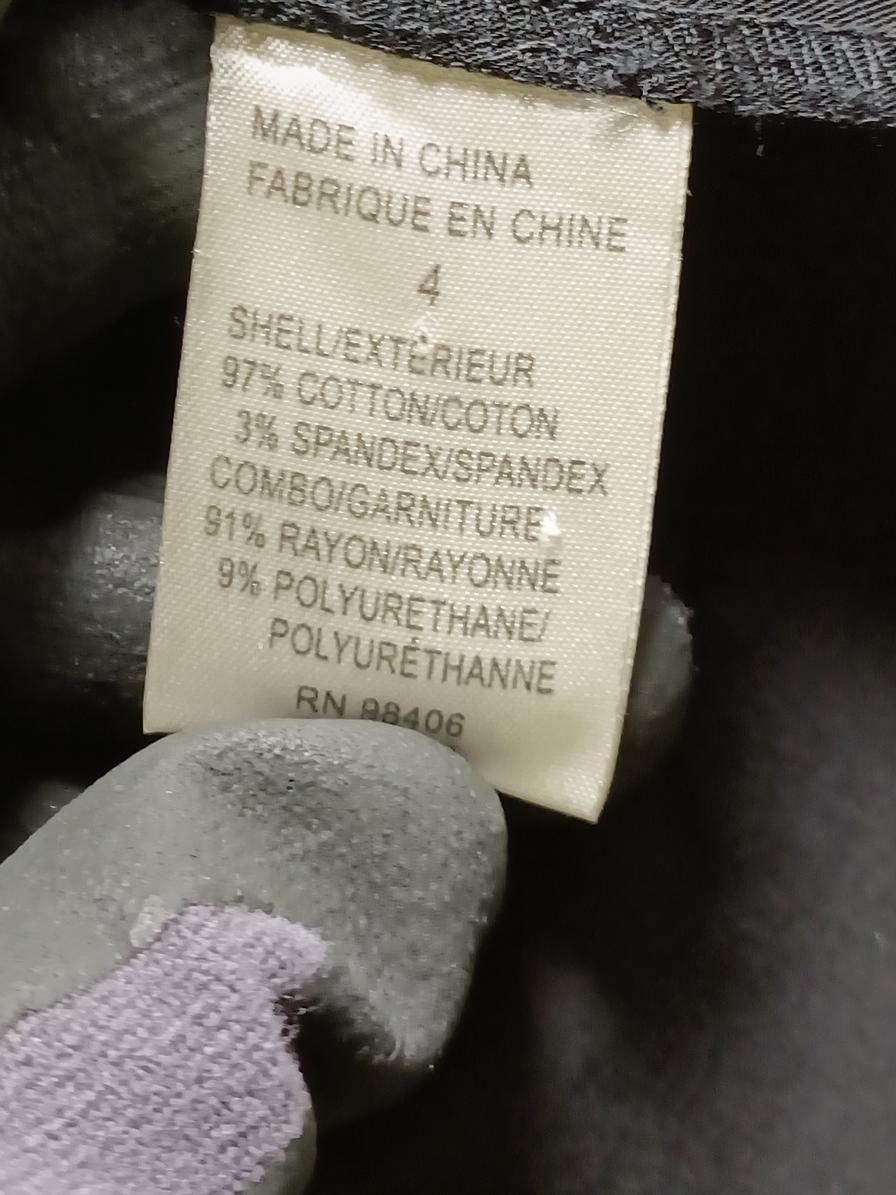 MADE IN CHINA
FABRIQUE EN CHINE
4
SHELL/EXTÉRIEUR
97% COTTON/COTON
3% SPANDEX/SPANDEX
COMBO/GARNITURE
91% RAYON/RAYONNE
9% POLYURETHANE/
POLYURÉTHANNE
RN 98406